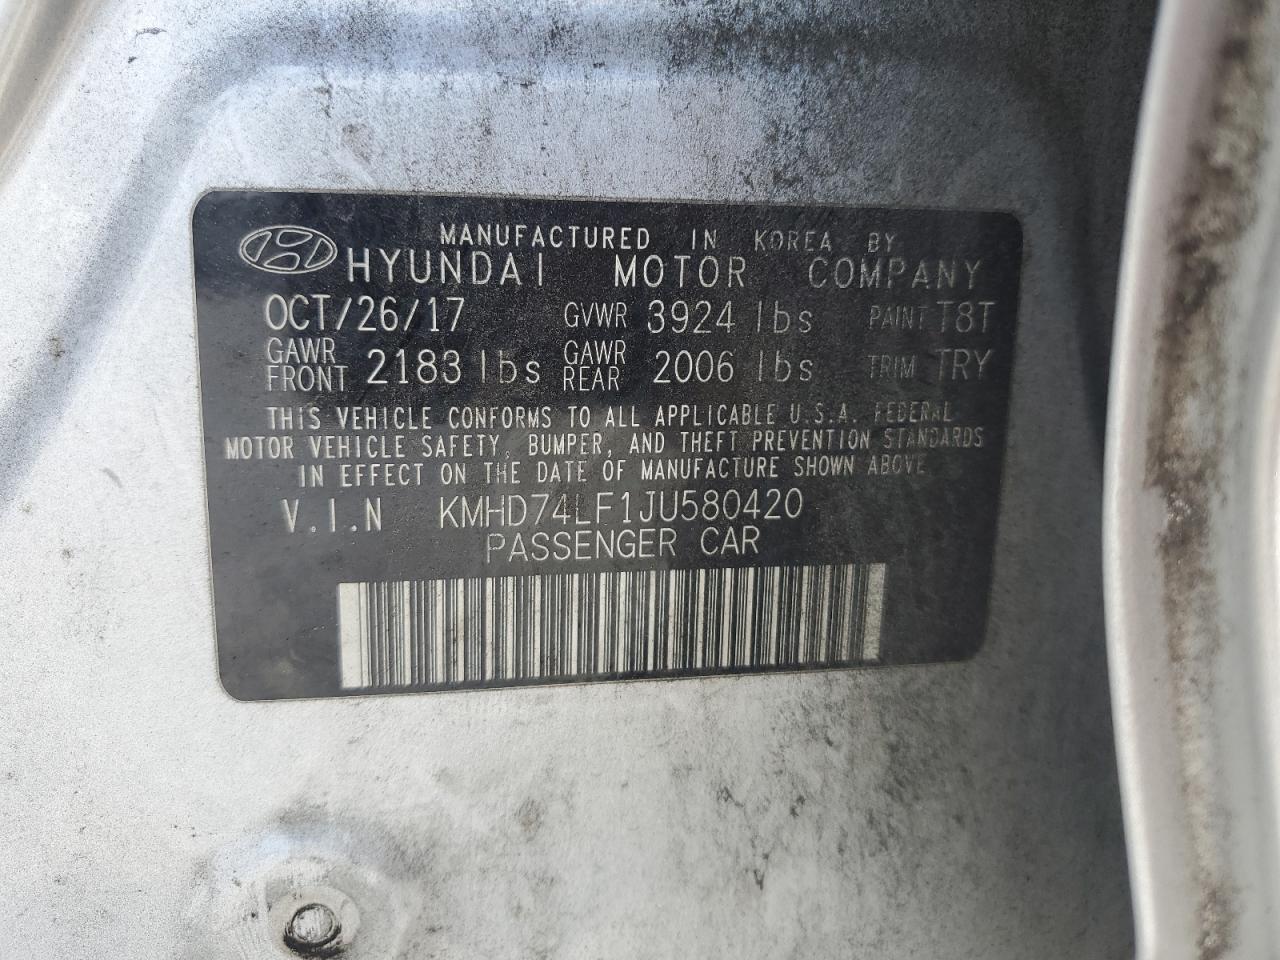 MANUFACTURED IN KOREA BY
HYUNDAI MOTOR COMPANY
OCT/26/17 GVWR 3924 lbs PAINT T8T
GAWR FRONT 2183 lbs GAWR REAR 2006 lbs TRIM TRY
THIS VEHICLE CONFORMS TO ALL APPLICABLE U.S.A. FEDERAL
MOTOR VEHICLE SAFETY, BUMPER, AND THEFT PREVENTION STANDARDS
IN EFFECT ON THE DATE OF MANUFACTURE SHOWN ABOVE
V.I.N KMHD74LF1JU580420
PASSENGER CAR